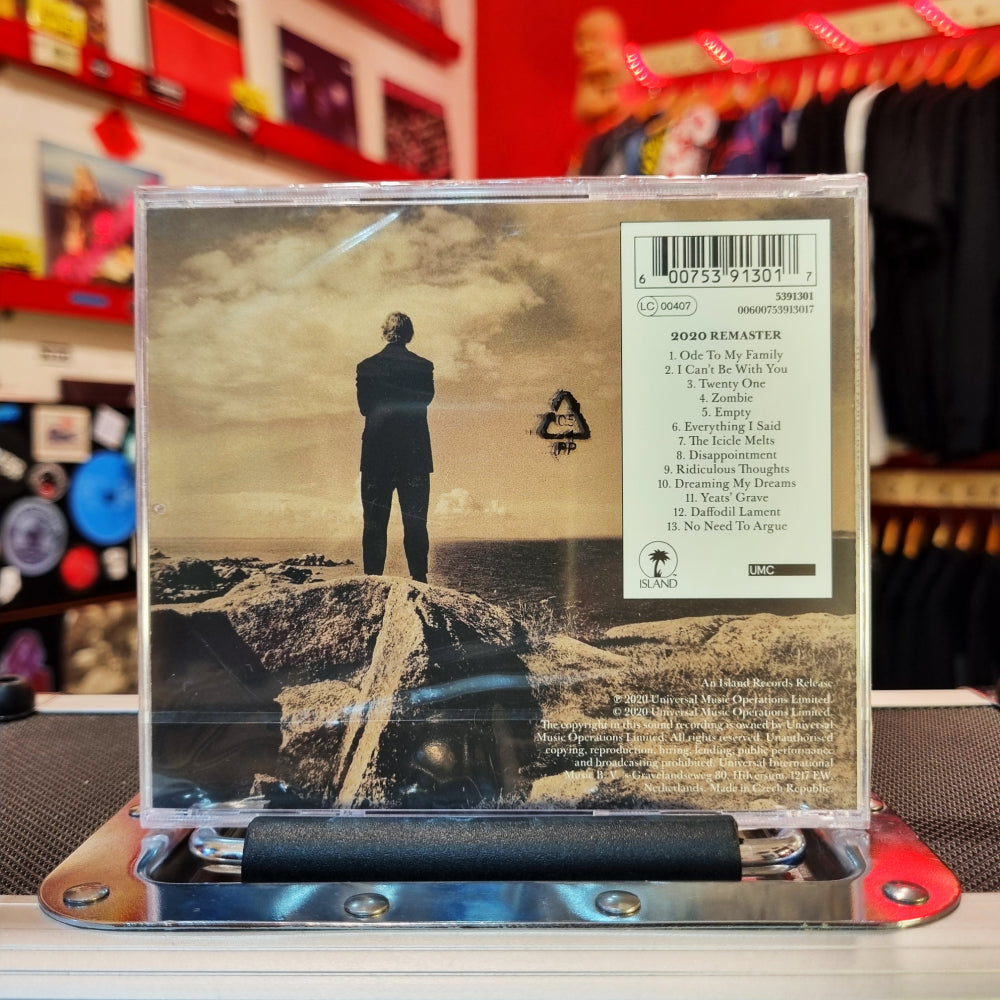 6 00753 91301 7
LC 00407
5391301
00600753913017
2020 REMASTER
1. Ode To My Family
2. I Can't Be With You
3. Twenty One
4. Zombie
5. Empty
6. Everything I Said
7. The Icicle Melts
8. Disappointment
9. Ridiculous Thoughts
10. Dreaming My Dreams
11. Yeats' Grave
12. Daffodil Lament
13. No Need To Argue
ISLAND
UMC
An Island Records Release
℗ 2020 Universal Music Operations Limited.
© 2020 Universal Music Operations Limited.
The copyright in this sound recording is owned by Universal
Music Operations Limited. All rights reserved. Unauthorised
copying, reproduction, hiring, lending, public performance
and broadcasting prohibited. Universal International
Music B.V. 's Gravelandseweg 80, Hilversum, 1217 EW,
Netherlands. Made in Czech Republic.